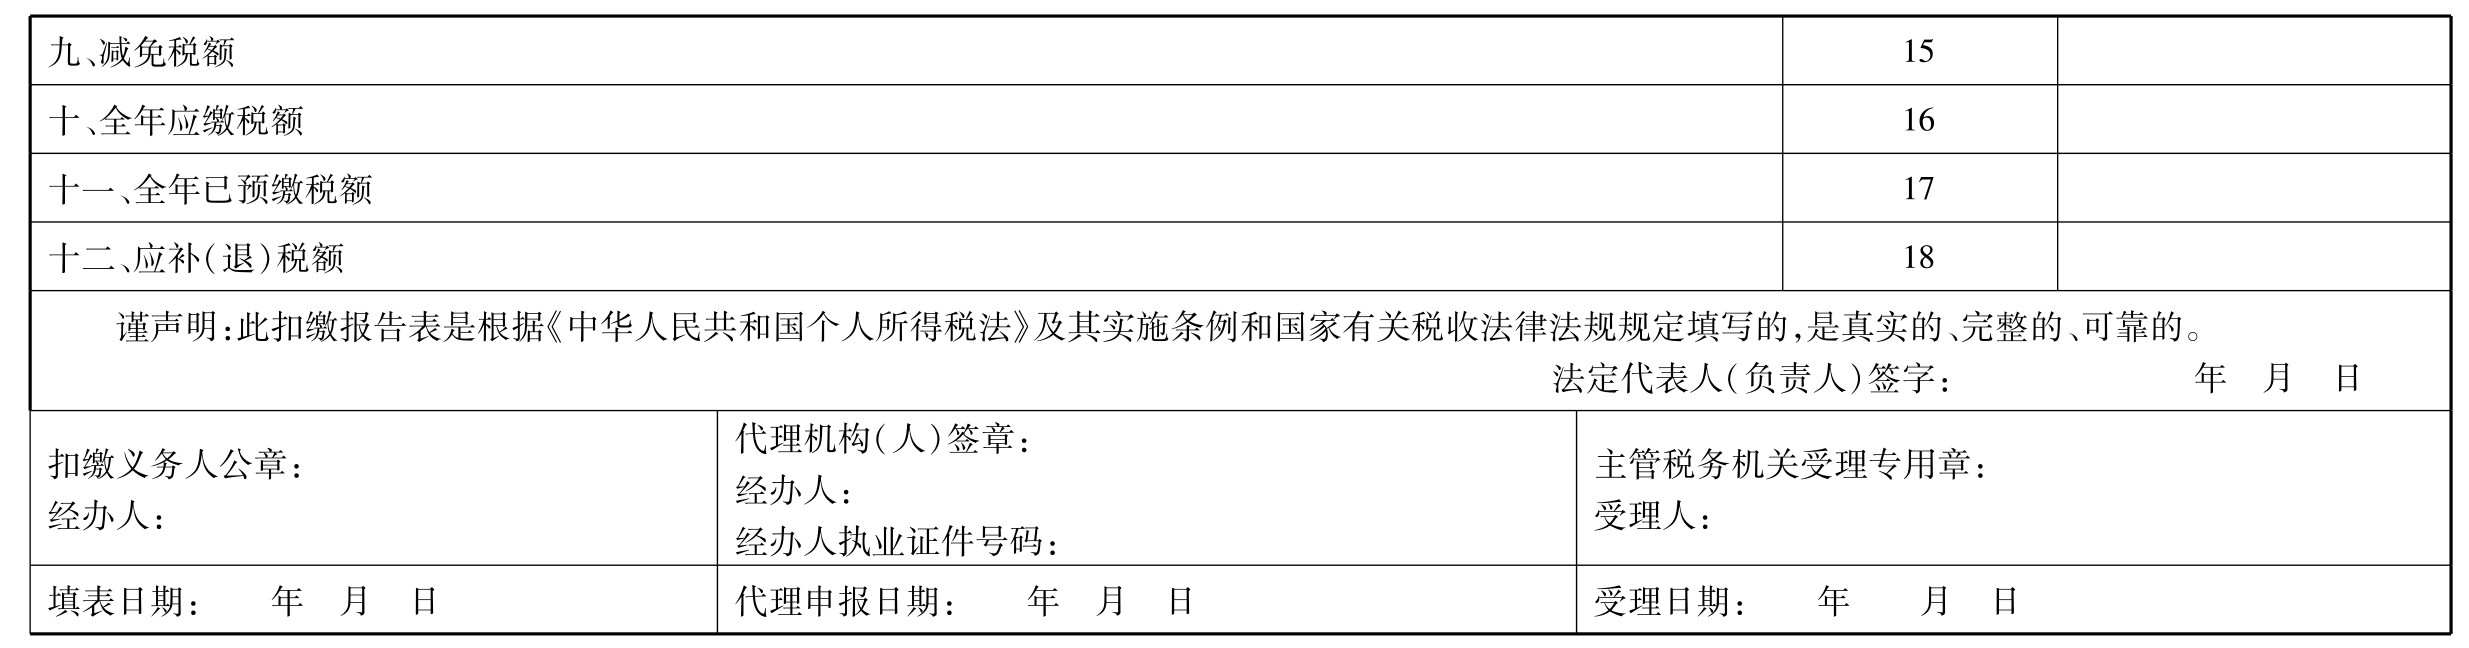 九、减免税额 15
十、全年应缴税额 16
十一、全年已预缴税额 17
十二、应补(退)税额 18
谨声明:此扣缴报告表是根据《中华人民共和国个人所得税法》及其实施条例和国家有关税收法律法规规定填写的,是真实的、完整的、可靠的。
法定代表人(负责人)签字: 年 月 日
扣缴义务人公章:
经办人:
代理机构(人)签章:
经办人:
经办人执业证件号码:
主管税务机关受理专用章:
受理人:
填表日期: 年 月 日
代理申报日期: 年 月 日
受理日期: 年 月 日